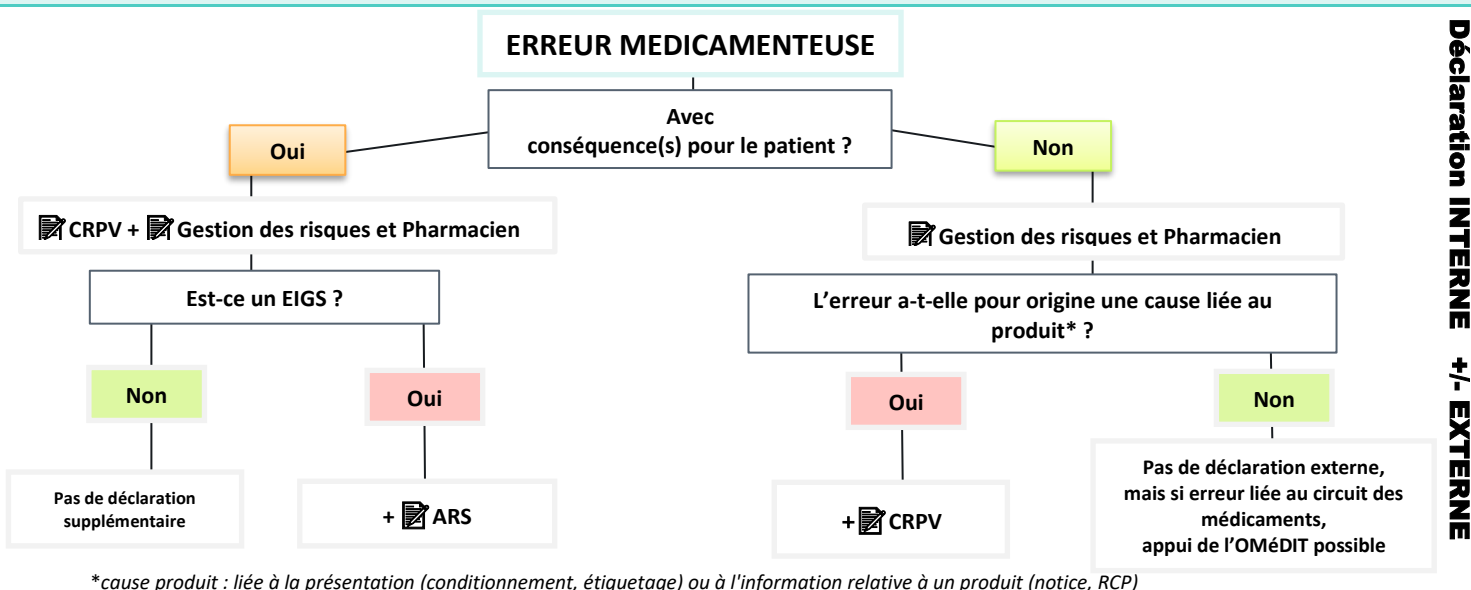 ERREUR MEDICAMENTEUSE
Avec
conséquence(s) pour le patient ?
Oui
Non
CRPV + Gestion des risques et Pharmacien
Gestion des risques et Pharmacien
Est-ce un EIGS ?
L'erreur a-t-elle pour origine une cause liée au
produit* ?
Non
Oui
Oui
Non
Pas de déclaration
supplémentaire
+ ARS
+ CRPV
Pas de déclaration externe,
mais si erreur liée au circuit des
médicaments,
appui de l'OMéDIT possible
*cause produit : liée à la présentation (conditionnement, étiquetage) ou à l'information relative à un produit (notice, RCP)
Déclaration INTERNE +/- EXTERNE